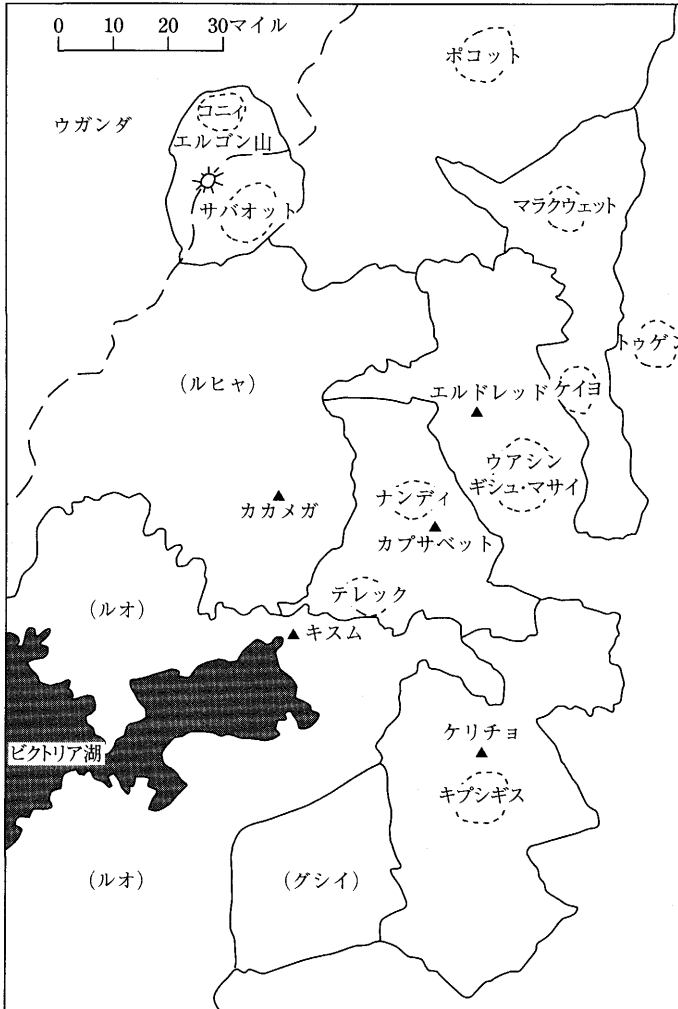 0 10 20 30マイル
ポコット
コニィ
ウガンダ
エルゴン山
サバオット
マラクウェット
トゥゲン
(ルヒャ)
エルドレッド
ケイヨ
ウアシン
ギシュ・マサイ
ナンディ
カカメガ
カプサベット
テレック
(ルオ)
キスム
ケリチョ
ビクトリア湖
キプシギス
(ルオ)
(グシイ)